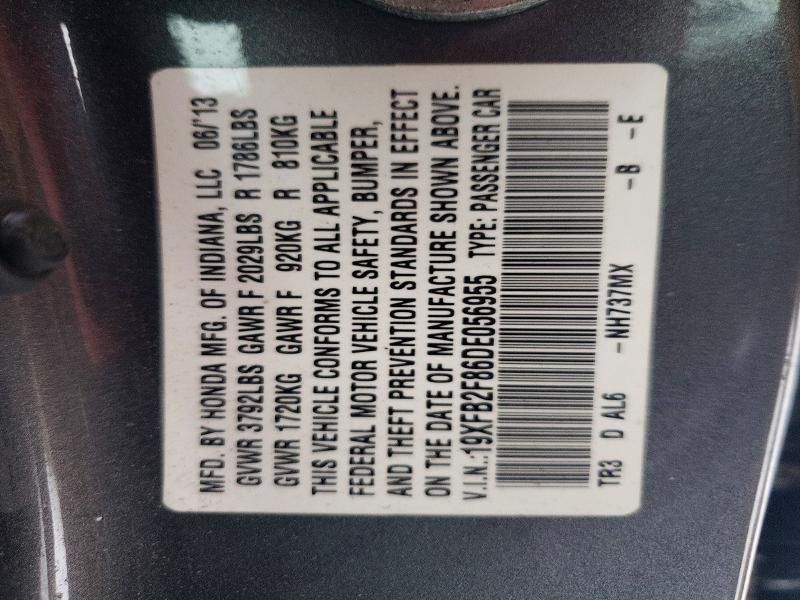 MFD. BY HONDA MFG. OF INDIANA, LLC 06/'13
GVWR 3792LBS GAWR F 2029LBS R 1786LBS
GVWR 1720KG GAWR F 920KG R 810KG
THIS VEHICLE CONFORMS TO ALL APPLICABLE
FEDERAL MOTOR VEHICLE SAFETY, BUMPER,
AND THEFT PREVENTION STANDARDS IN EFFECT
ON THE DATE OF MANUFACTURE SHOWN ABOVE.
V.I.N.:19XFB2F86DE056955 TYPE: PASSENGER CAR
TR3 D AL6 -NH737MX -B -E